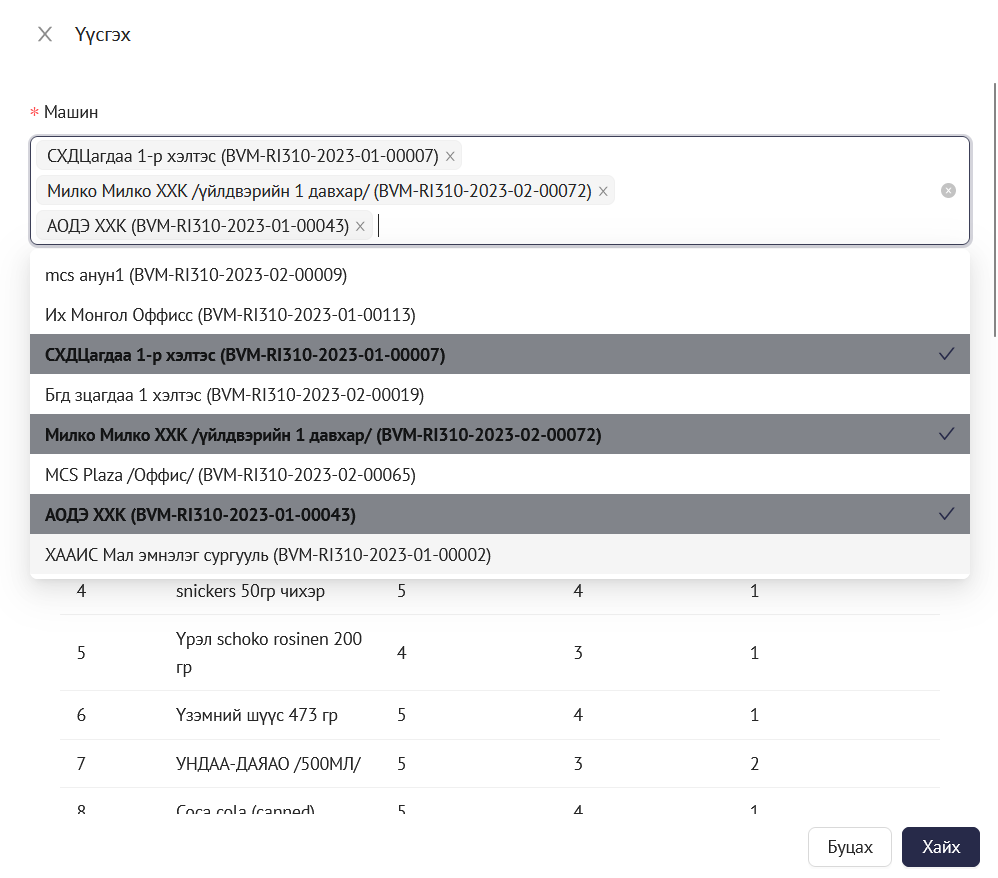 Үүсгэх
* Машин
СХДЦагдаа 1-р хэлтэс (BVM-RI310-2023-01-00007)
Милко Милко ХХК /үйлдвэрийн 1 давхар/ (BVM-RI310-2023-02-00072)
АОДЭ ХХК (BVM-RI310-2023-01-00043)
mcs анун1 (BVM-RI310-2023-02-00009)
Их Монгол Оффисс (BVM-RI310-2023-01-00113)
СХДЦагдаа 1-р хэлтэс (BVM-RI310-2023-01-00007)
Бгд зцагдаа 1 хэлтэс (BVM-RI310-2023-02-00019)
Милко Милко ХХК /үйлдвэрийн 1 давхар/ (BVM-RI310-2023-02-00072)
MCS Plaza /Оффис/ (BVM-RI310-2023-02-00065)
АОДЭ ХХК (BVM-RI310-2023-01-00043)
ХААИС Мал эмнэлэг сургууль (BVM-RI310-2023-01-00002)
4 snickers 50гр чихэр 5 4 1
5 Үрэл schoko rosinen 200 гр 4 3 1
6 Үзэмний шүүс 473 гр 5 4 1
7 УНДАА-ДАЯАО /500МЛ/ 5 3 2
8 Coca cola (canned) 5 4 1
Буцах Хайх